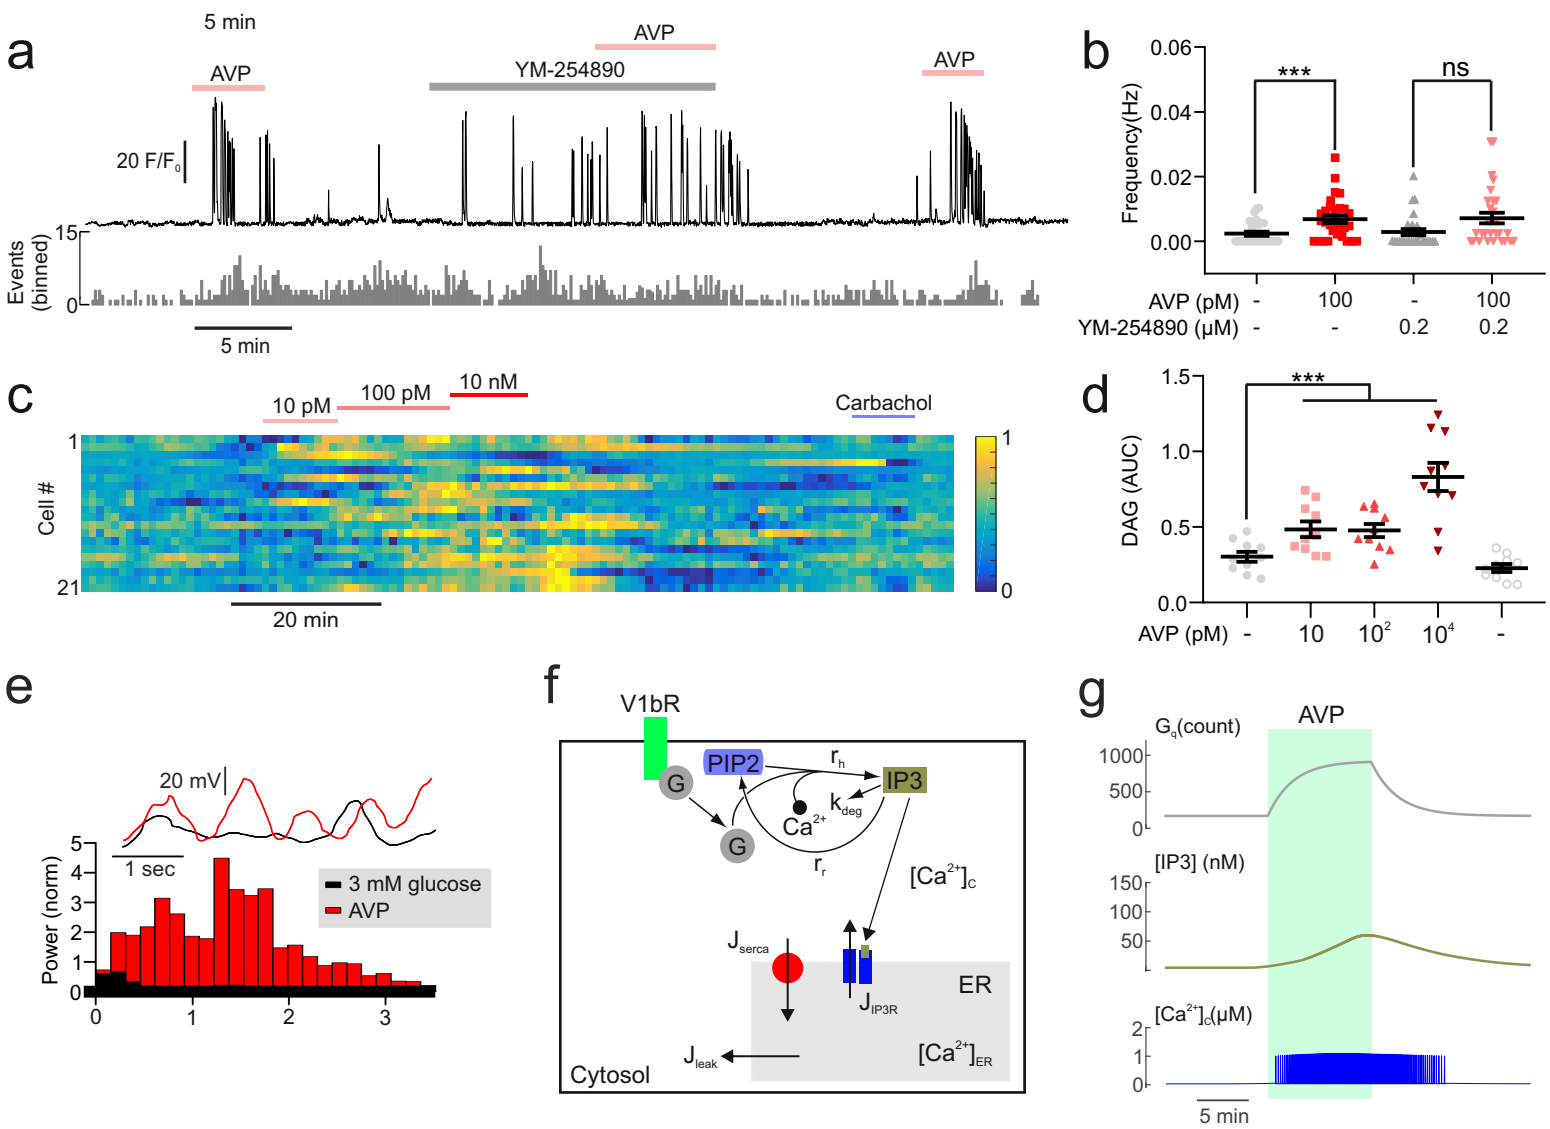 a
5 min
AVP
AVP
YM-254890
AVP
20 F/F0
15
0
Events
(binned)
5 min
b
0.06
0.04
0.02
0.00
Frequency(Hz)
***
ns
AVP (pM) - 100 - 100
YM-254890 (µM) - - 0.2 0.2
c
10 pM
100 pM
10 nM
Carbachol
1
21
Cell #
1
0
20 min
d
1.5
1.0
0.5
0.0
DAG (AUC)
***
AVP (pM) - 10 10² 10⁴ -
e
20 mV
1 sec
5
4
3
2
1
0
Power (norm)
3 mM glucose
AVP
0 1 2 3
f
V1bR
G
PIP2
rh
IP3
kdeg
Ca²⁺
G
rr
[Ca²⁺]C
Jserca
JIP3R
ER
Jleak
[Ca²⁺]ER
Cytosol
g
AVP
Gq(count)
1000
500
0
[IP3] (nM)
150
100
50
[Ca²⁺]C(µM)
2
1
0
5 min